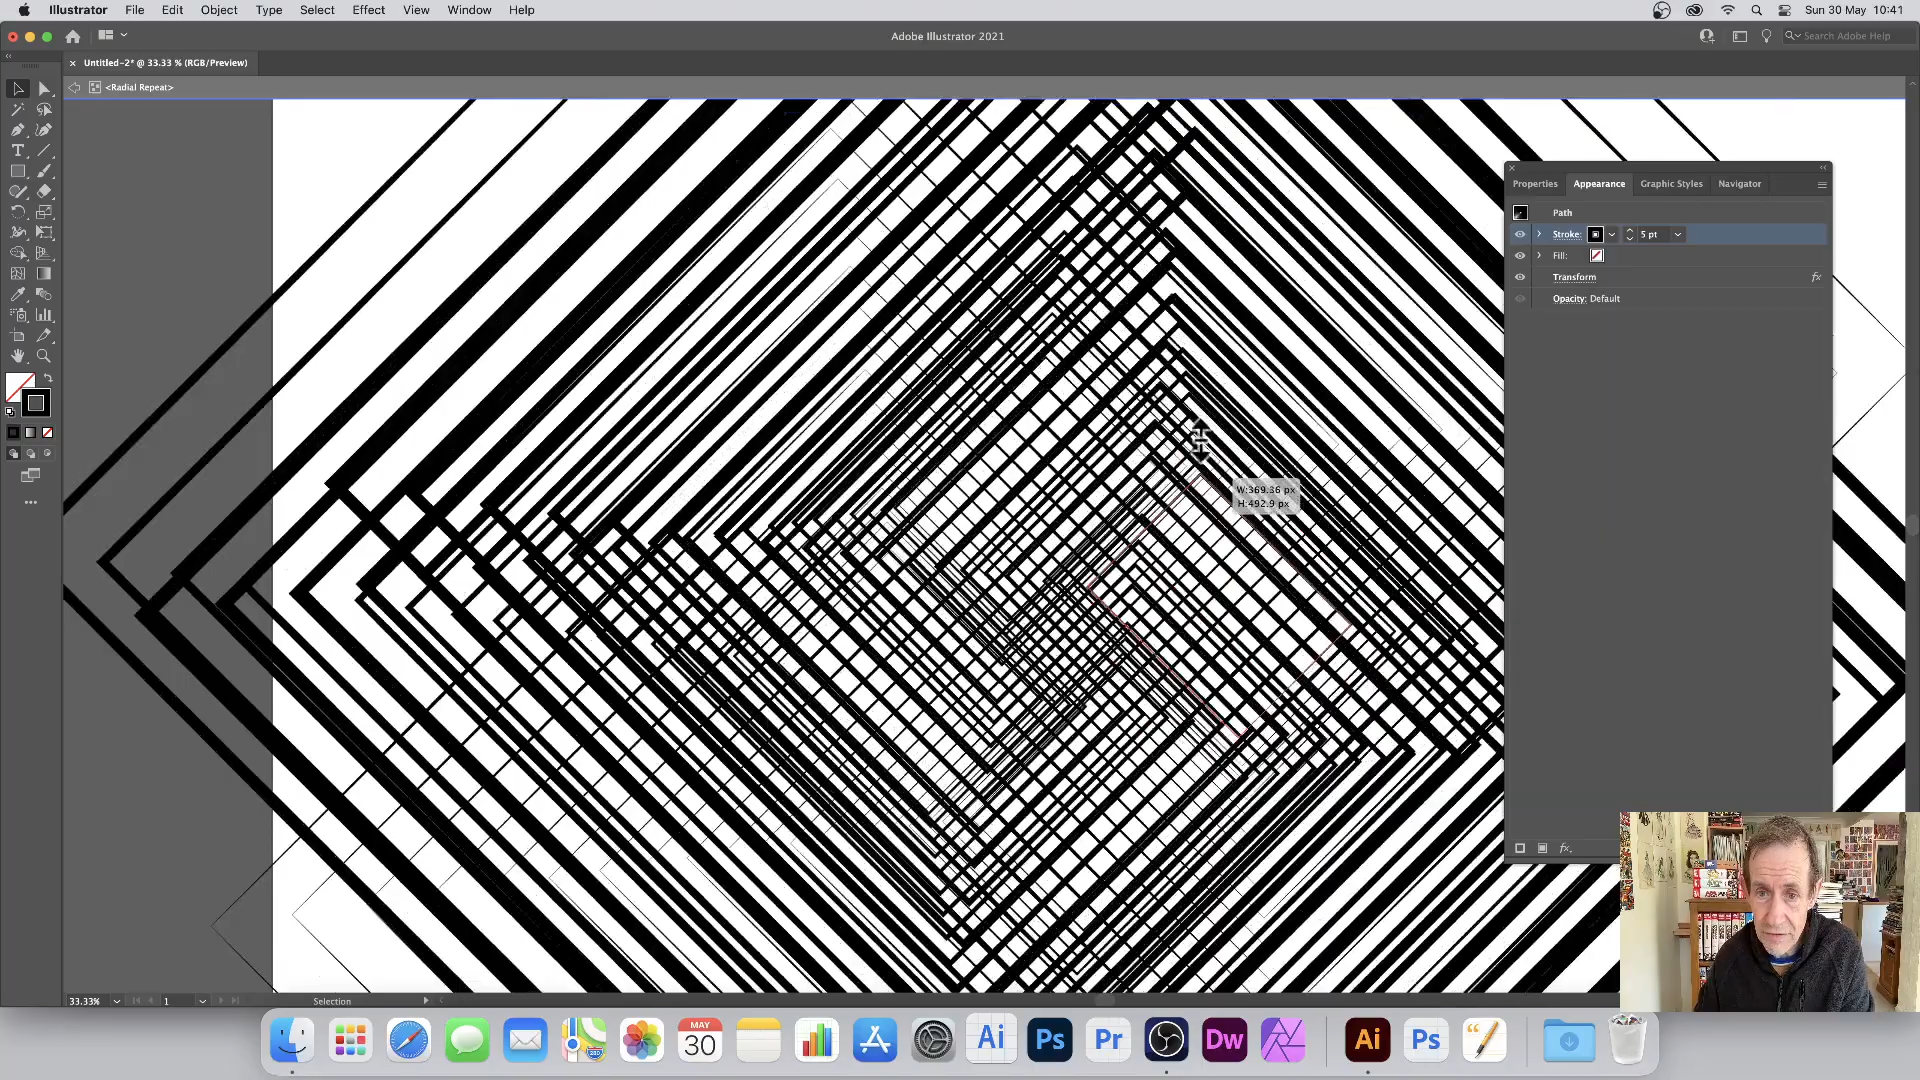 Illustrator File Edit Object Type Select Effect View Window Help Sun 30 May 10:41
Adobe Illustrator 2021
Search Adobe Help
× Untitled-2* @ 33.33 % (RGB/Preview)
<Radial Repeat>
Properties Appearance Graphic Styles Navigator
Path
Stroke: 5 pt
Fill:
Transform fx
Opacity: Default
W:369.36 px
H:492.9 px
fx
33.33% 1 Selection
MAY
30
280
Ai Ps Pr Dw Ai Ps